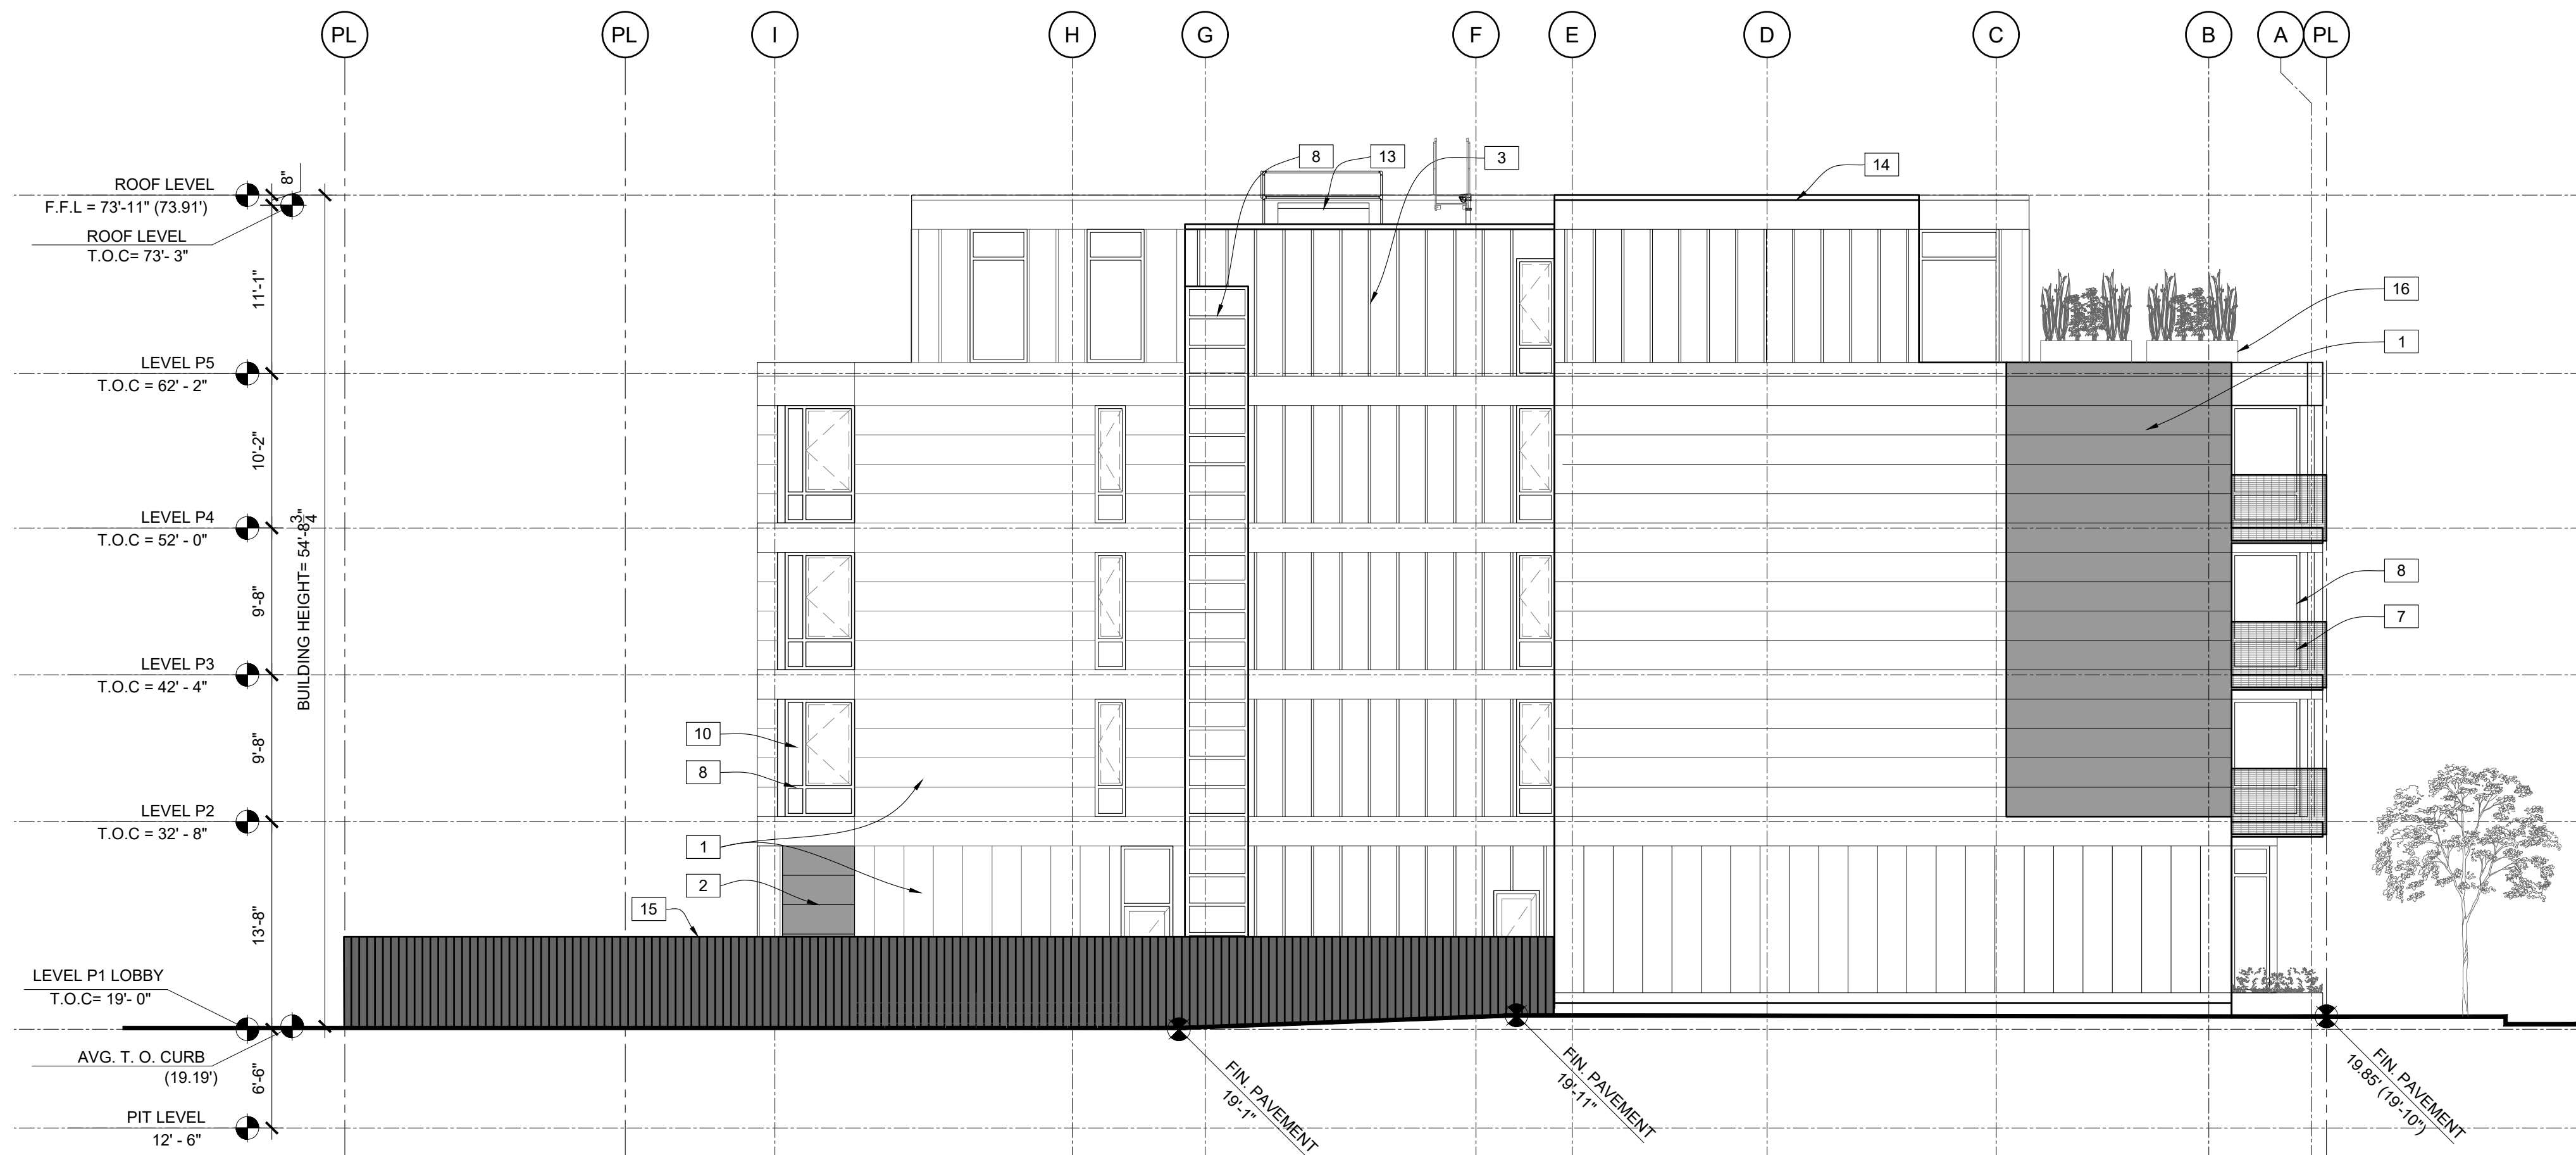 PL PL I H G F E D C B A PL
8 13 3 14
ROOF LEVEL
F.F.L = 73'-11" (73.91')
8"
ROOF LEVEL
T.O.C= 73'- 3"
11'-1"
16
1
LEVEL P5
T.O.C = 62' - 2"
10'-2"
LEVEL P4
T.O.C = 52' - 0"
BUILDING HEIGHT= 54'-8 3/4"
9'-8"
8
7
LEVEL P3
T.O.C = 42' - 4"
9'-8"
10
8
LEVEL P2
T.O.C = 32' - 8"
1
2
15
13'-8"
LEVEL P1 LOBBY
T.O.C= 19'- 0"
AVG. T. O. CURB
(19.19')
6'-6"
PIT LEVEL
12' - 6"
FIN. PAVEMENT
19'-1"
FIN. PAVEMENT
19'-11"
FIN. PAVEMENT
19.85' (19'-10")